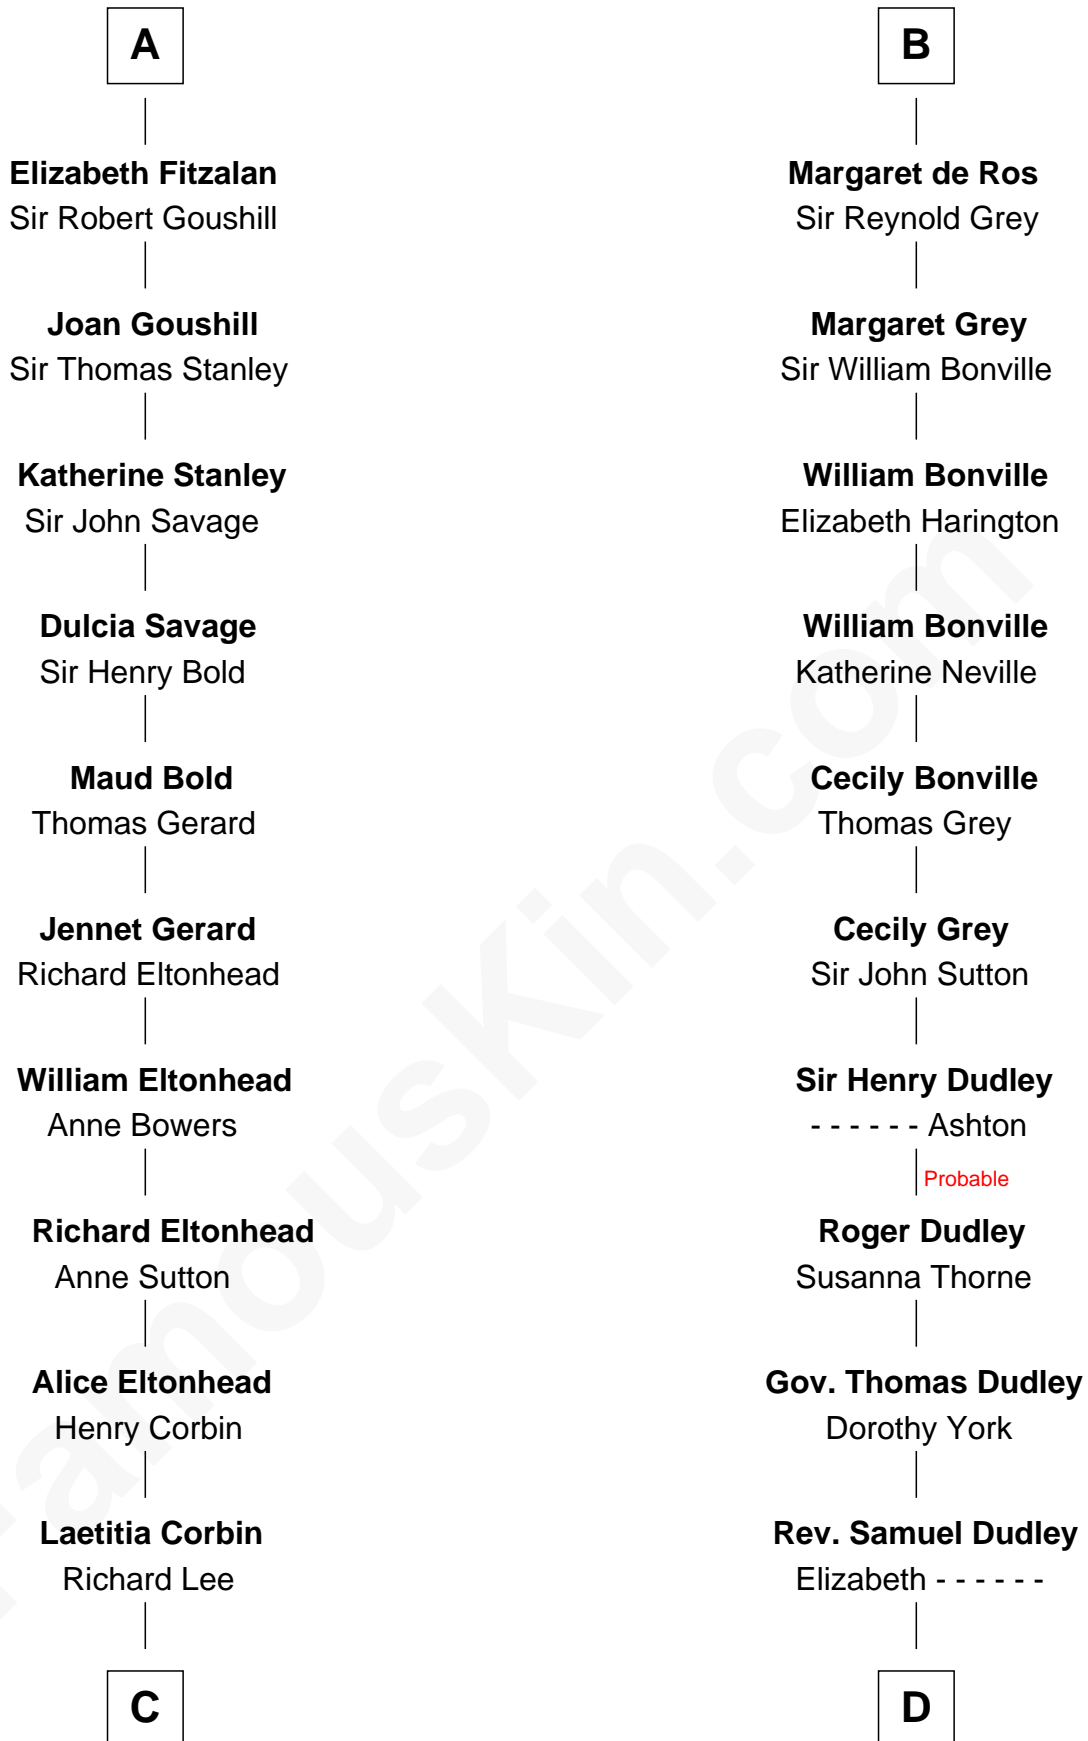 A
Elizabeth Fitzalan
Sir Robert Goushill
Joan Goushill
Sir Thomas Stanley
Katherine Stanley
Sir John Savage
Dulcia Savage
Sir Henry Bold
Maud Bold
Thomas Gerard
Jennet Gerard
Richard Eltonhead
William Eltonhead
Anne Bowers
Richard Eltonhead
Anne Sutton
Alice Eltonhead
Henry Corbin
Laetitia Corbin
Richard Lee
C
B
Margaret de Ros
Sir Reynold Grey
Margaret Grey
Sir William Bonville
William Bonville
Elizabeth Harington
William Bonville
Katherine Neville
Cecily Bonville
Thomas Grey
Cecily Grey
Sir John Sutton
Sir Henry Dudley
- - - - - - Ashton
Probable
Roger Dudley
Susanna Thorne
Gov. Thomas Dudley
Dorothy York
Rev. Samuel Dudley
Elizabeth - - - - - -
D
FamousKin.com